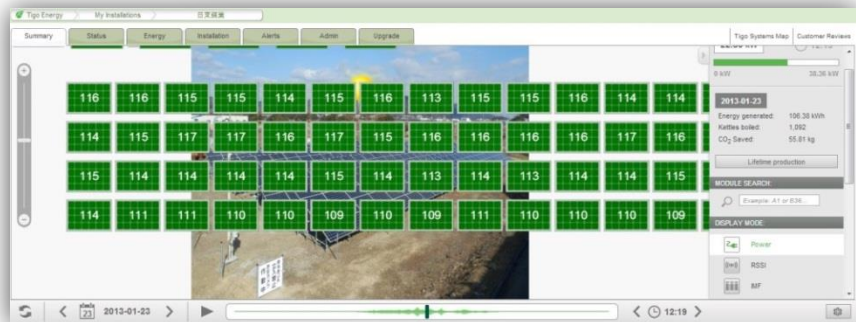 Tigo Energy My Installations
Summary Status Energy Installation Alerts Admin Upgrade Tigo Systems Map Customer Reviews
0 kW 38.36 kW
116 116 115 115 114 115 116 113 115 115 116 114 114
2013-01-23
Energy generated: 106.38 kWh
Kettles boiled: 1,092
CO2 Saved: 55.81 kg
114 115 117 117 116 117 115 116 116 116 115 117 116
Lifetime production
115 114 114 115 115 114 113 114 113 114 114 114 115
MODULE SEARCH:
Example: A1 or B36...
114 111 111 110 110 109 110 109 111 110 110 110 109
DISPLAY MODE:
Power
RSSI
IMF
23 2013-01-23 12:19